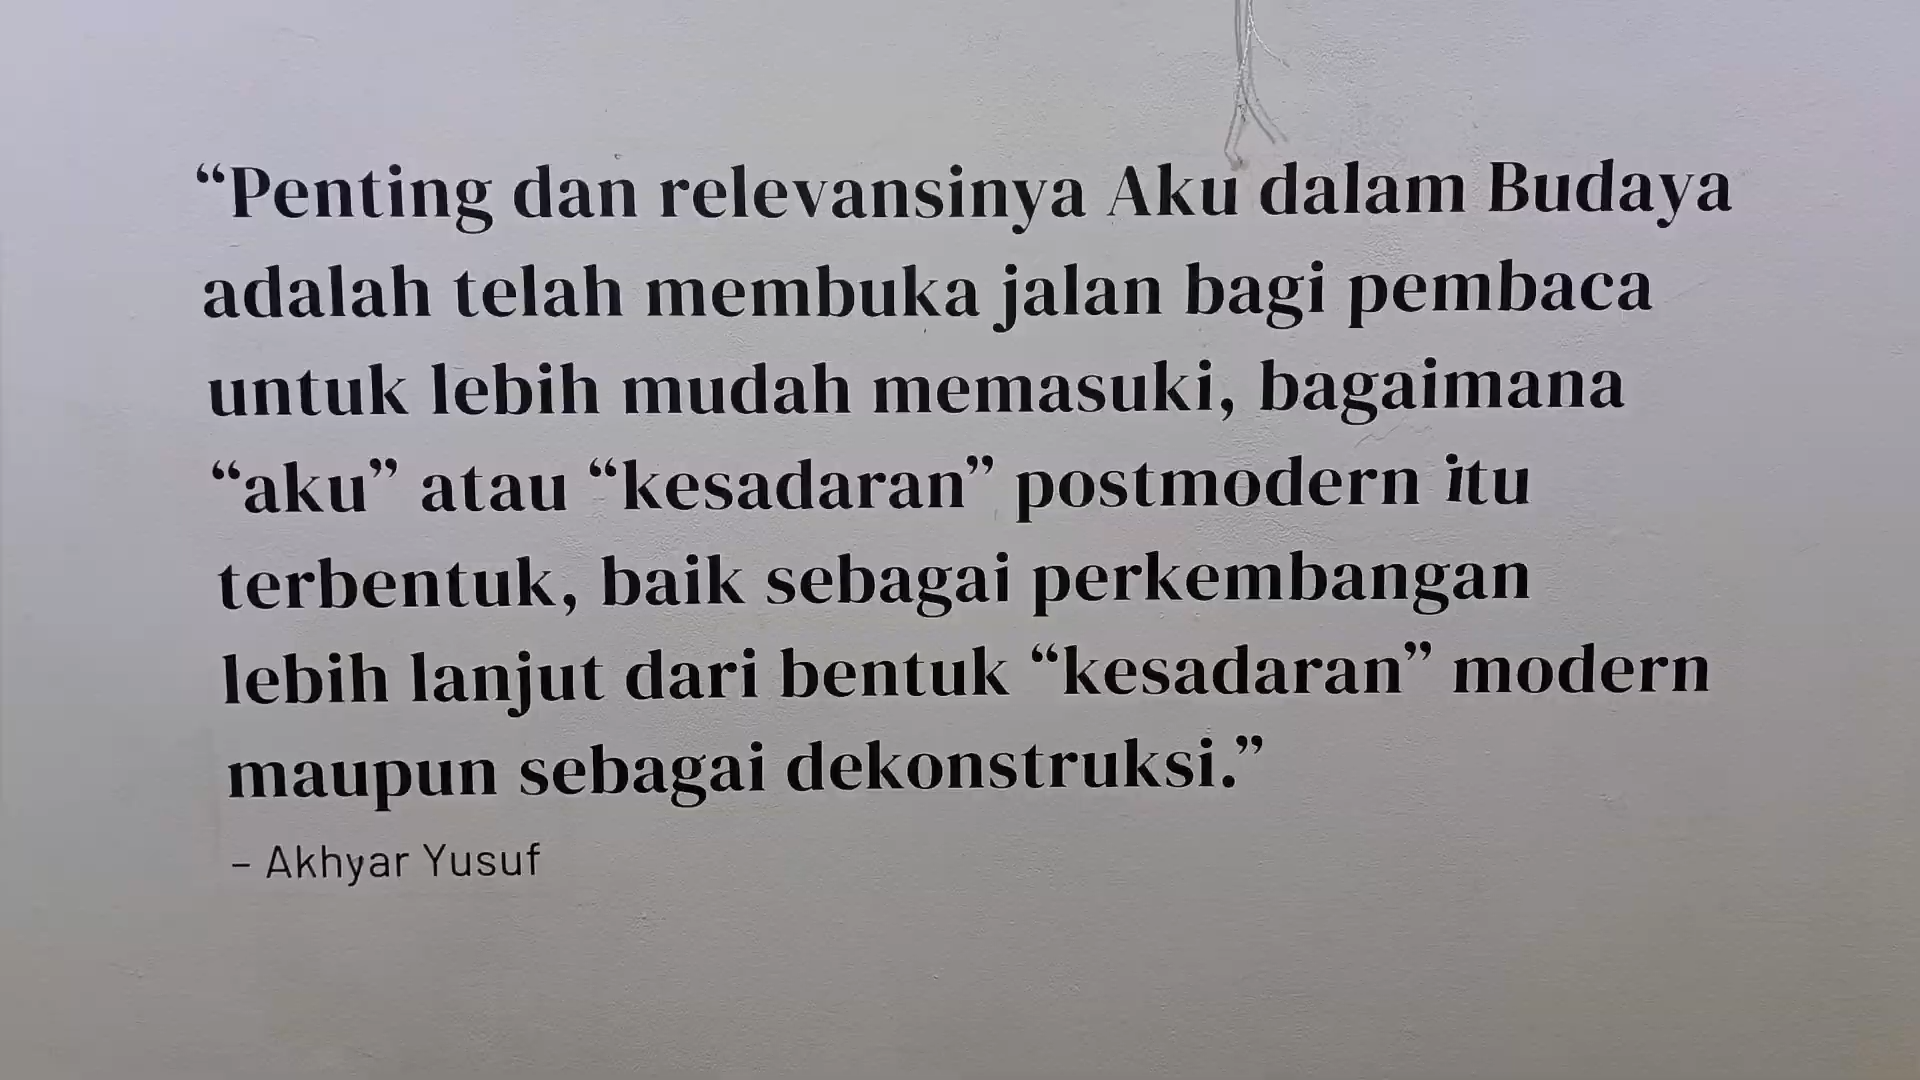 “Penting dan relevansinya Aku dalam Budaya
adalah telah membuka jalan bagi pembaca
untuk lebih mudah memasuki, bagaimana
“aku” atau “kesadaran” postmodern itu
terbentuk, baik sebagai perkembangan
lebih lanjut dari bentuk “kesadaran” modern
maupun sebagai dekonstruksi.”
– Akhyar Yusuf